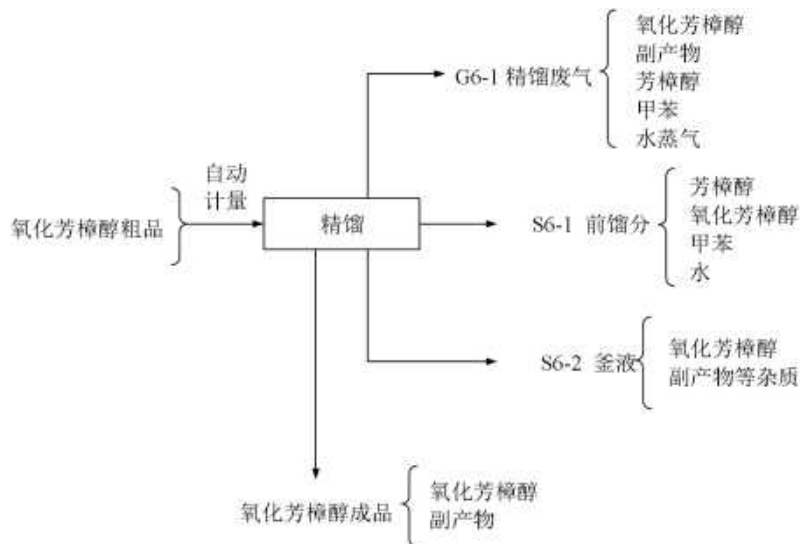 氧化芳樟醇
副产物
G6-1 精馏废气
芳樟醇
甲苯
水蒸气
自动
计量
氧化芳樟醇粗品
精馏
S6-1 前馏分
芳樟醇
氧化芳樟醇
甲苯
水
S6-2 釜液
氧化芳樟醇
副产物等杂质
氧化芳樟醇成品
氧化芳樟醇
副产物